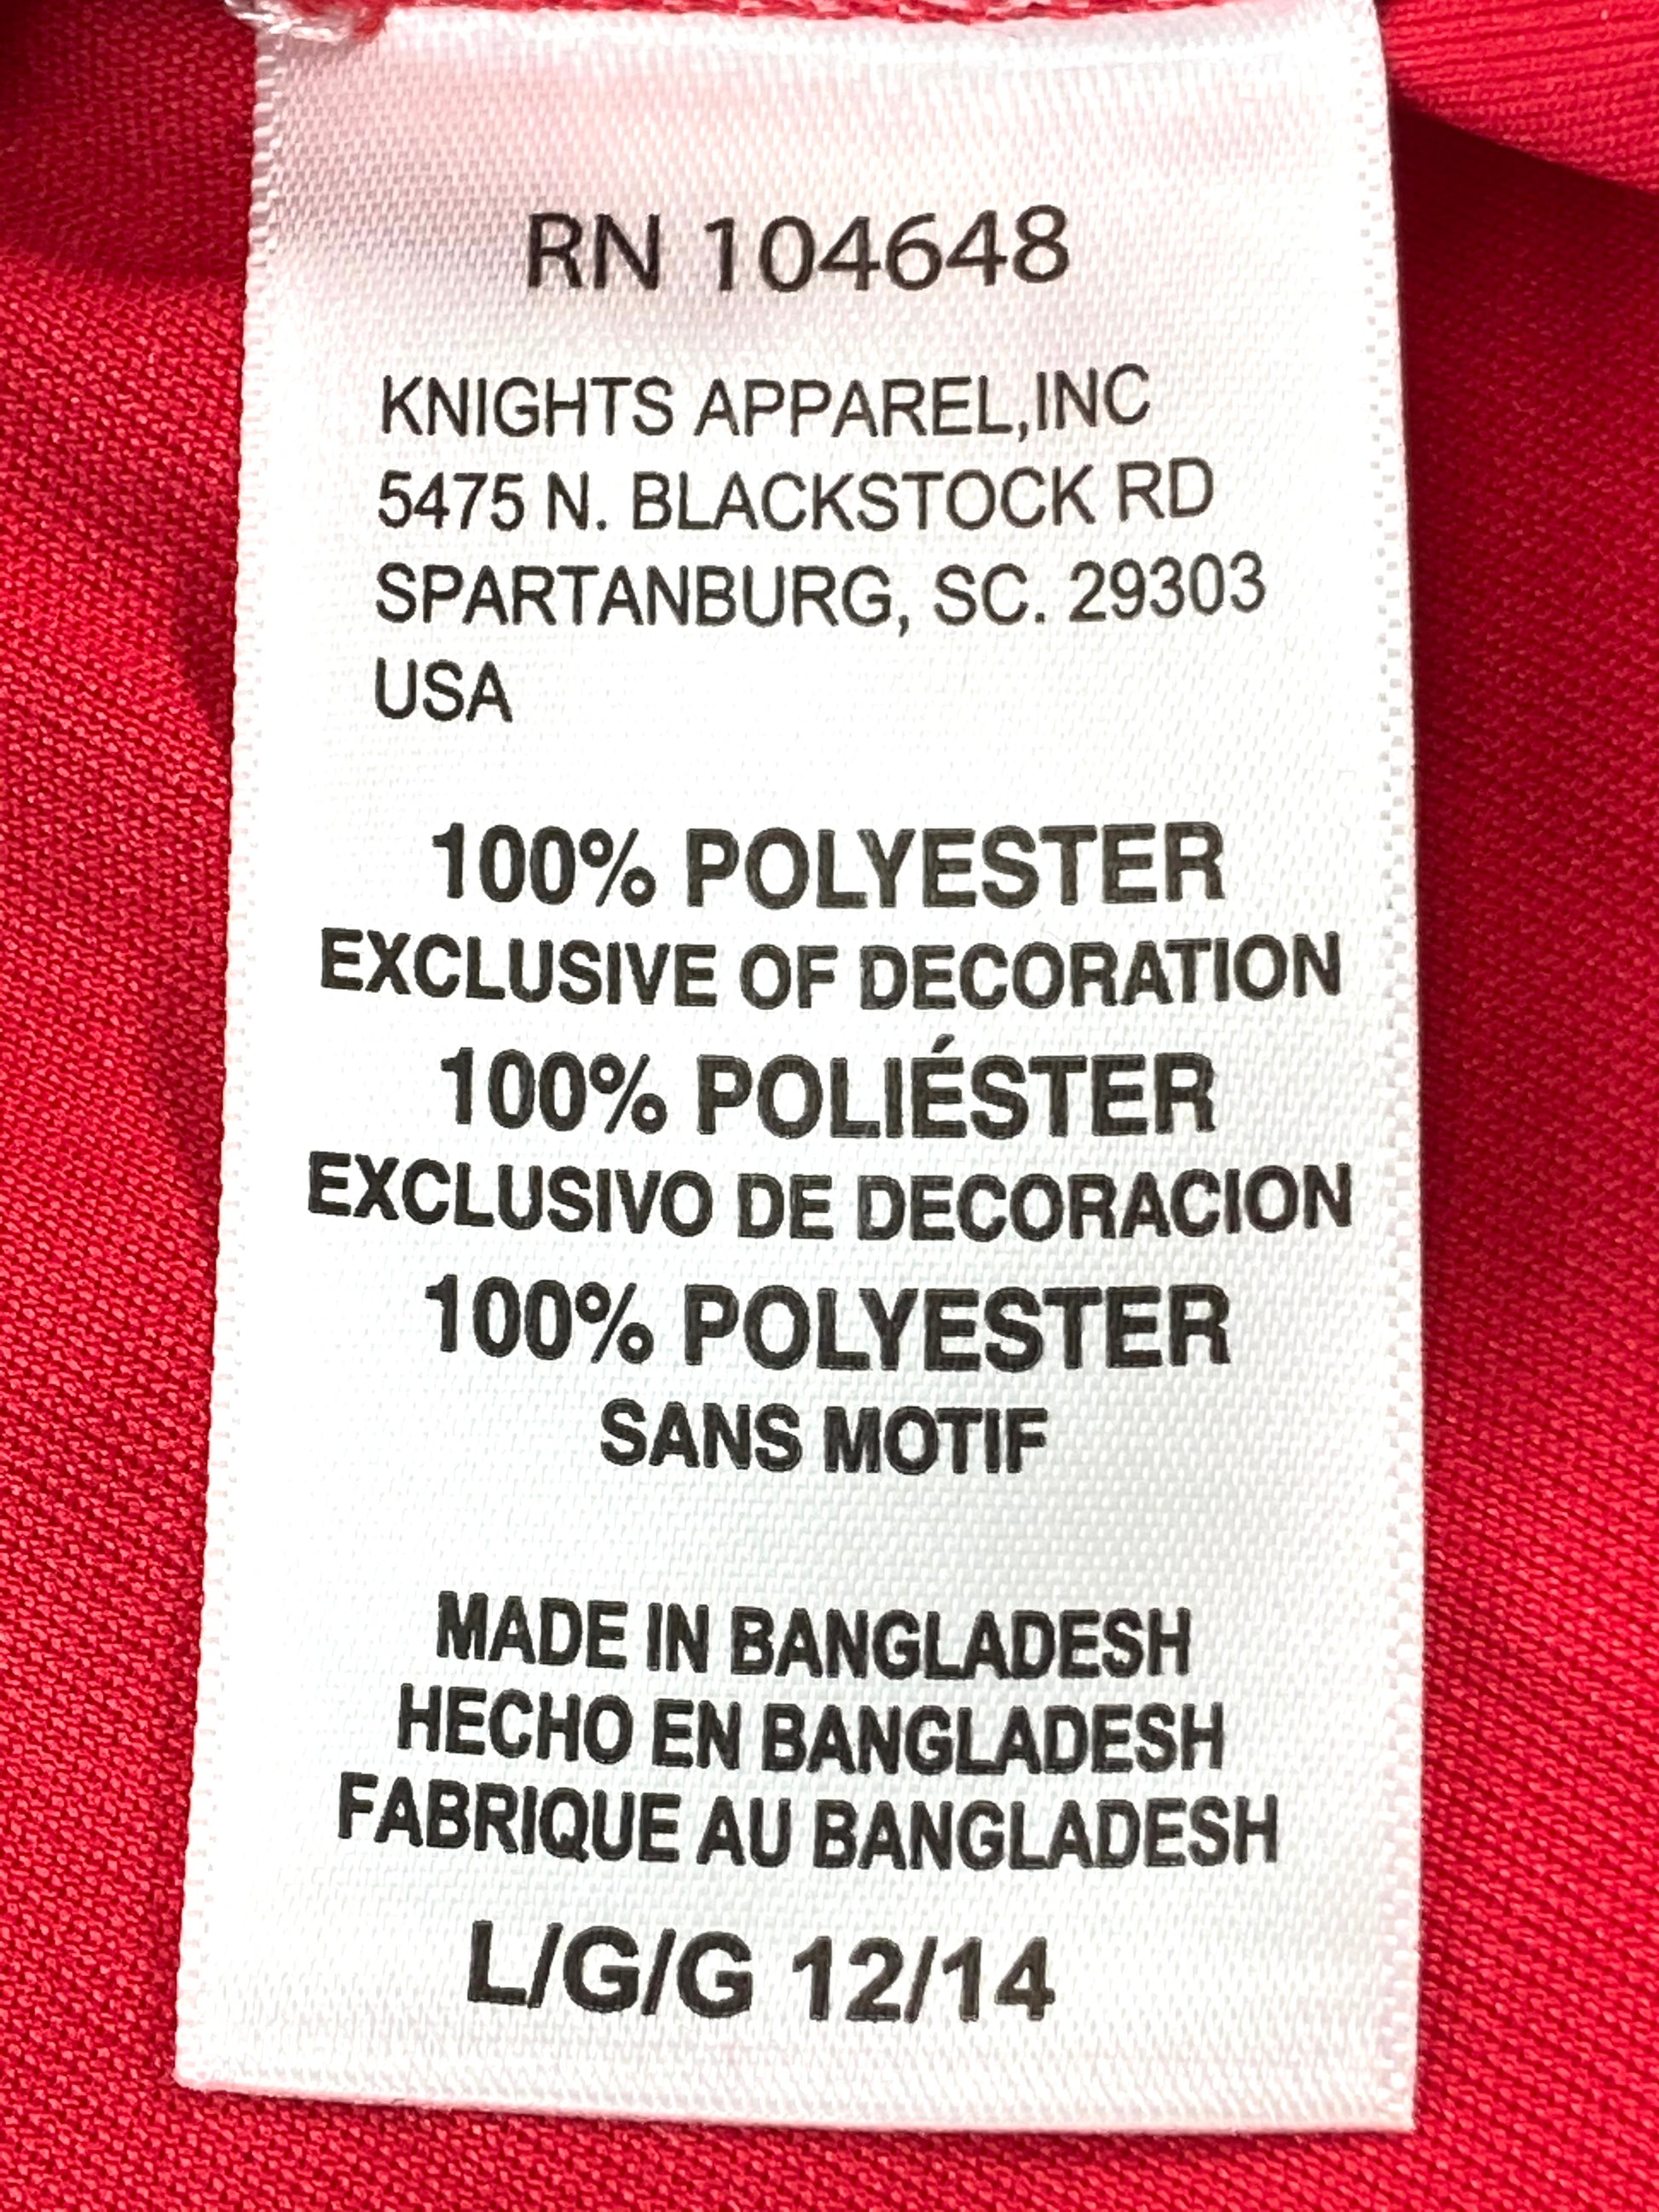 RN 104648
KNIGHTS APPAREL,INC
5475 N. BLACKSTOCK RD
SPARTANBURG, SC. 29303
USA
100% POLYESTER
EXCLUSIVE OF DECORATION
100% POLIÉSTER
EXCLUSIVO DE DECORACION
100% POLYESTER
SANS MOTIF
MADE IN BANGLADESH
HECHO EN BANGLADESH
FABRIQUE AU BANGLADESH
L/G/G 12/14